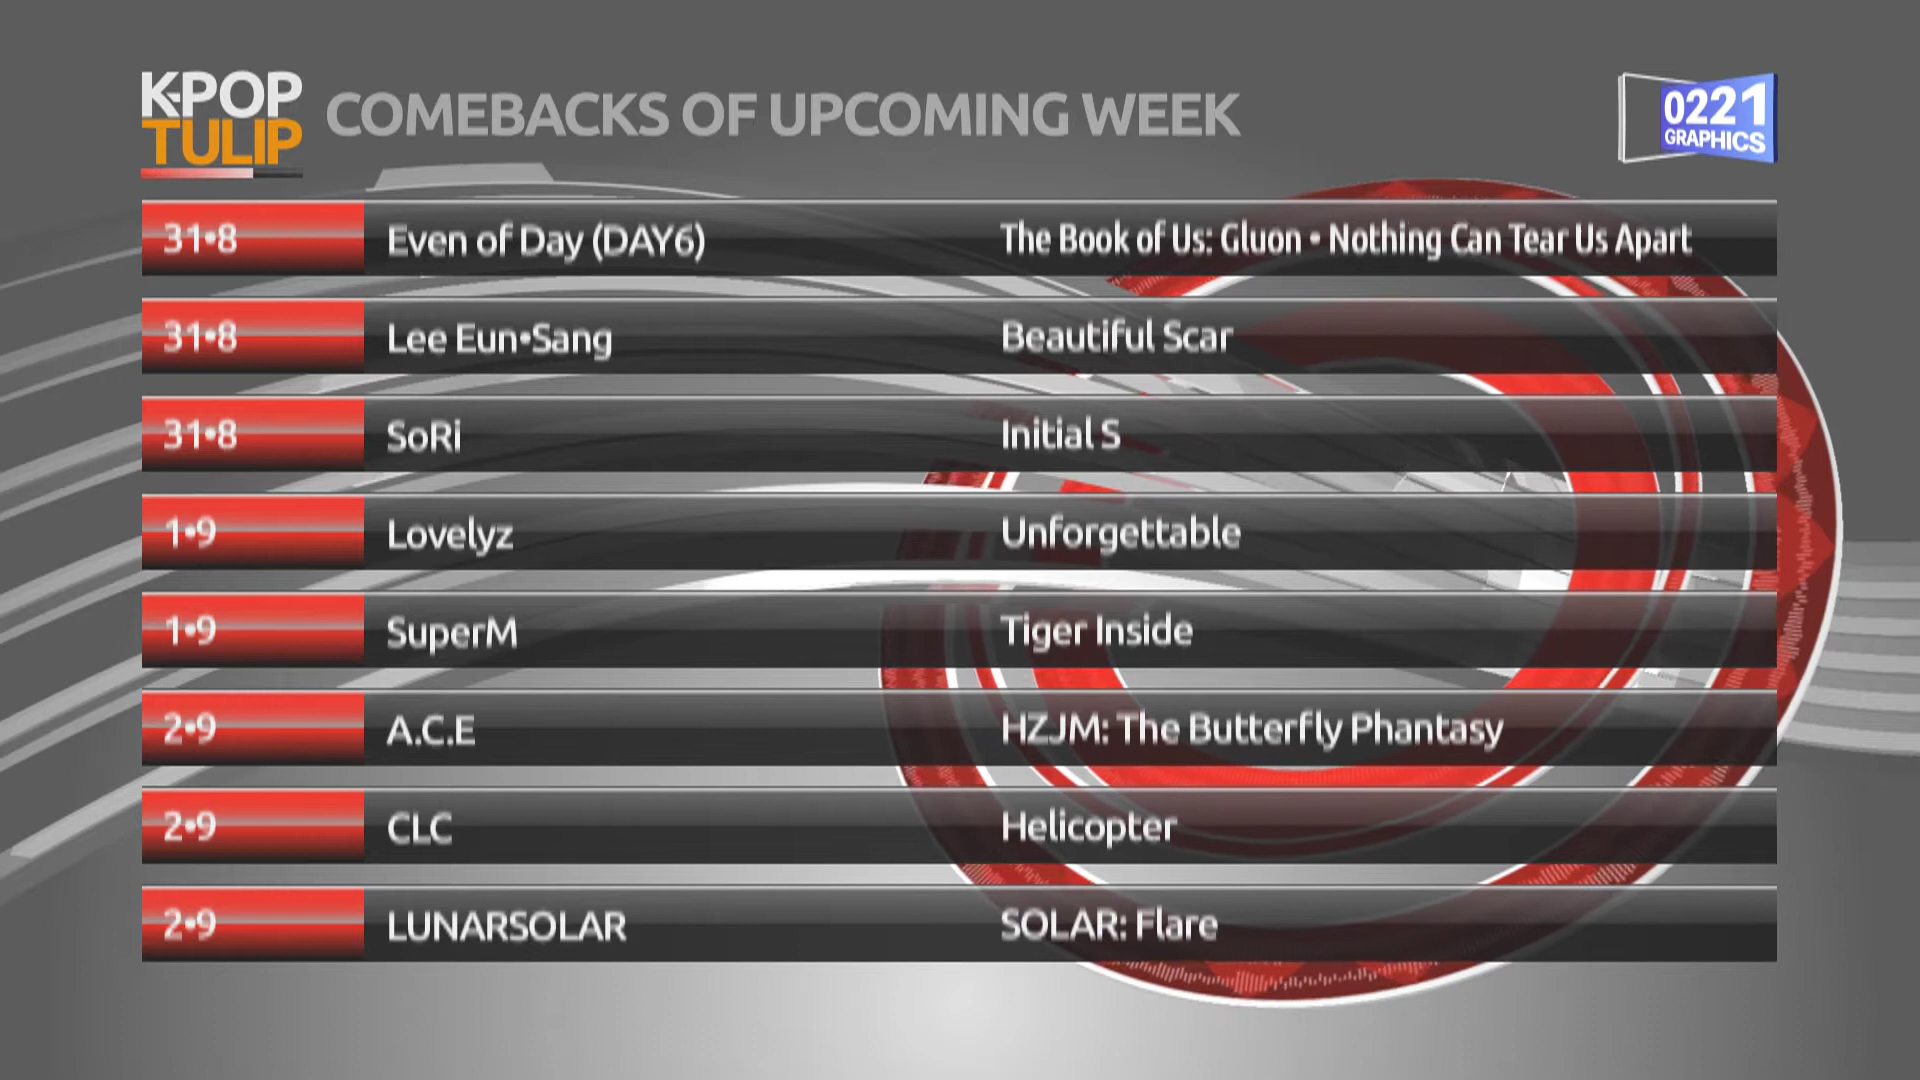 K-POP
TULIP
COMEBACKS OF UPCOMING WEEK
0221
GRAPHICS
31•8 Even of Day (DAY6) The Book of Us: Gluon • Nothing Can Tear Us Apart
31•8 Lee Eun•Sang Beautiful Scar
31•8 SoRi Initial S
1•9 Lovelyz Unforgettable
1•9 SuperM Tiger Inside
2•9 A.C.E HZJM: The Butterfly Phantasy
2•9 CLC Helicopter
2•9 LUNARSOLAR SOLAR: Flare